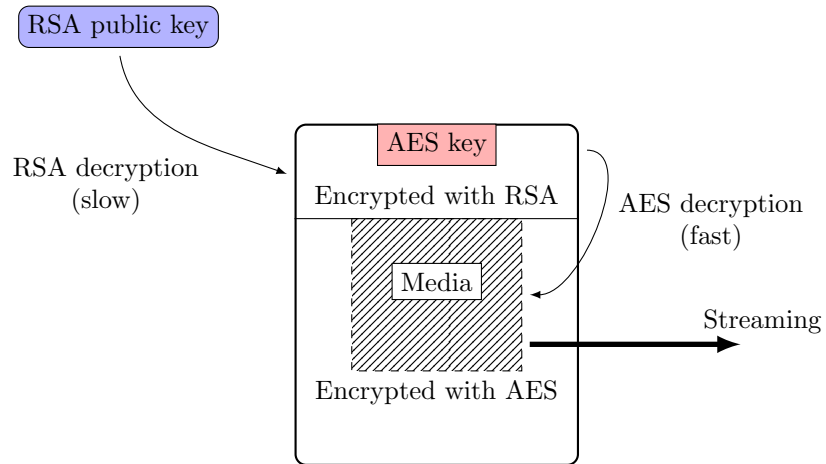 RSA public key
AES key
RSA decryption
(slow)
Encrypted with RSA
AES decryption
(fast)
Media
Streaming
Encrypted with AES